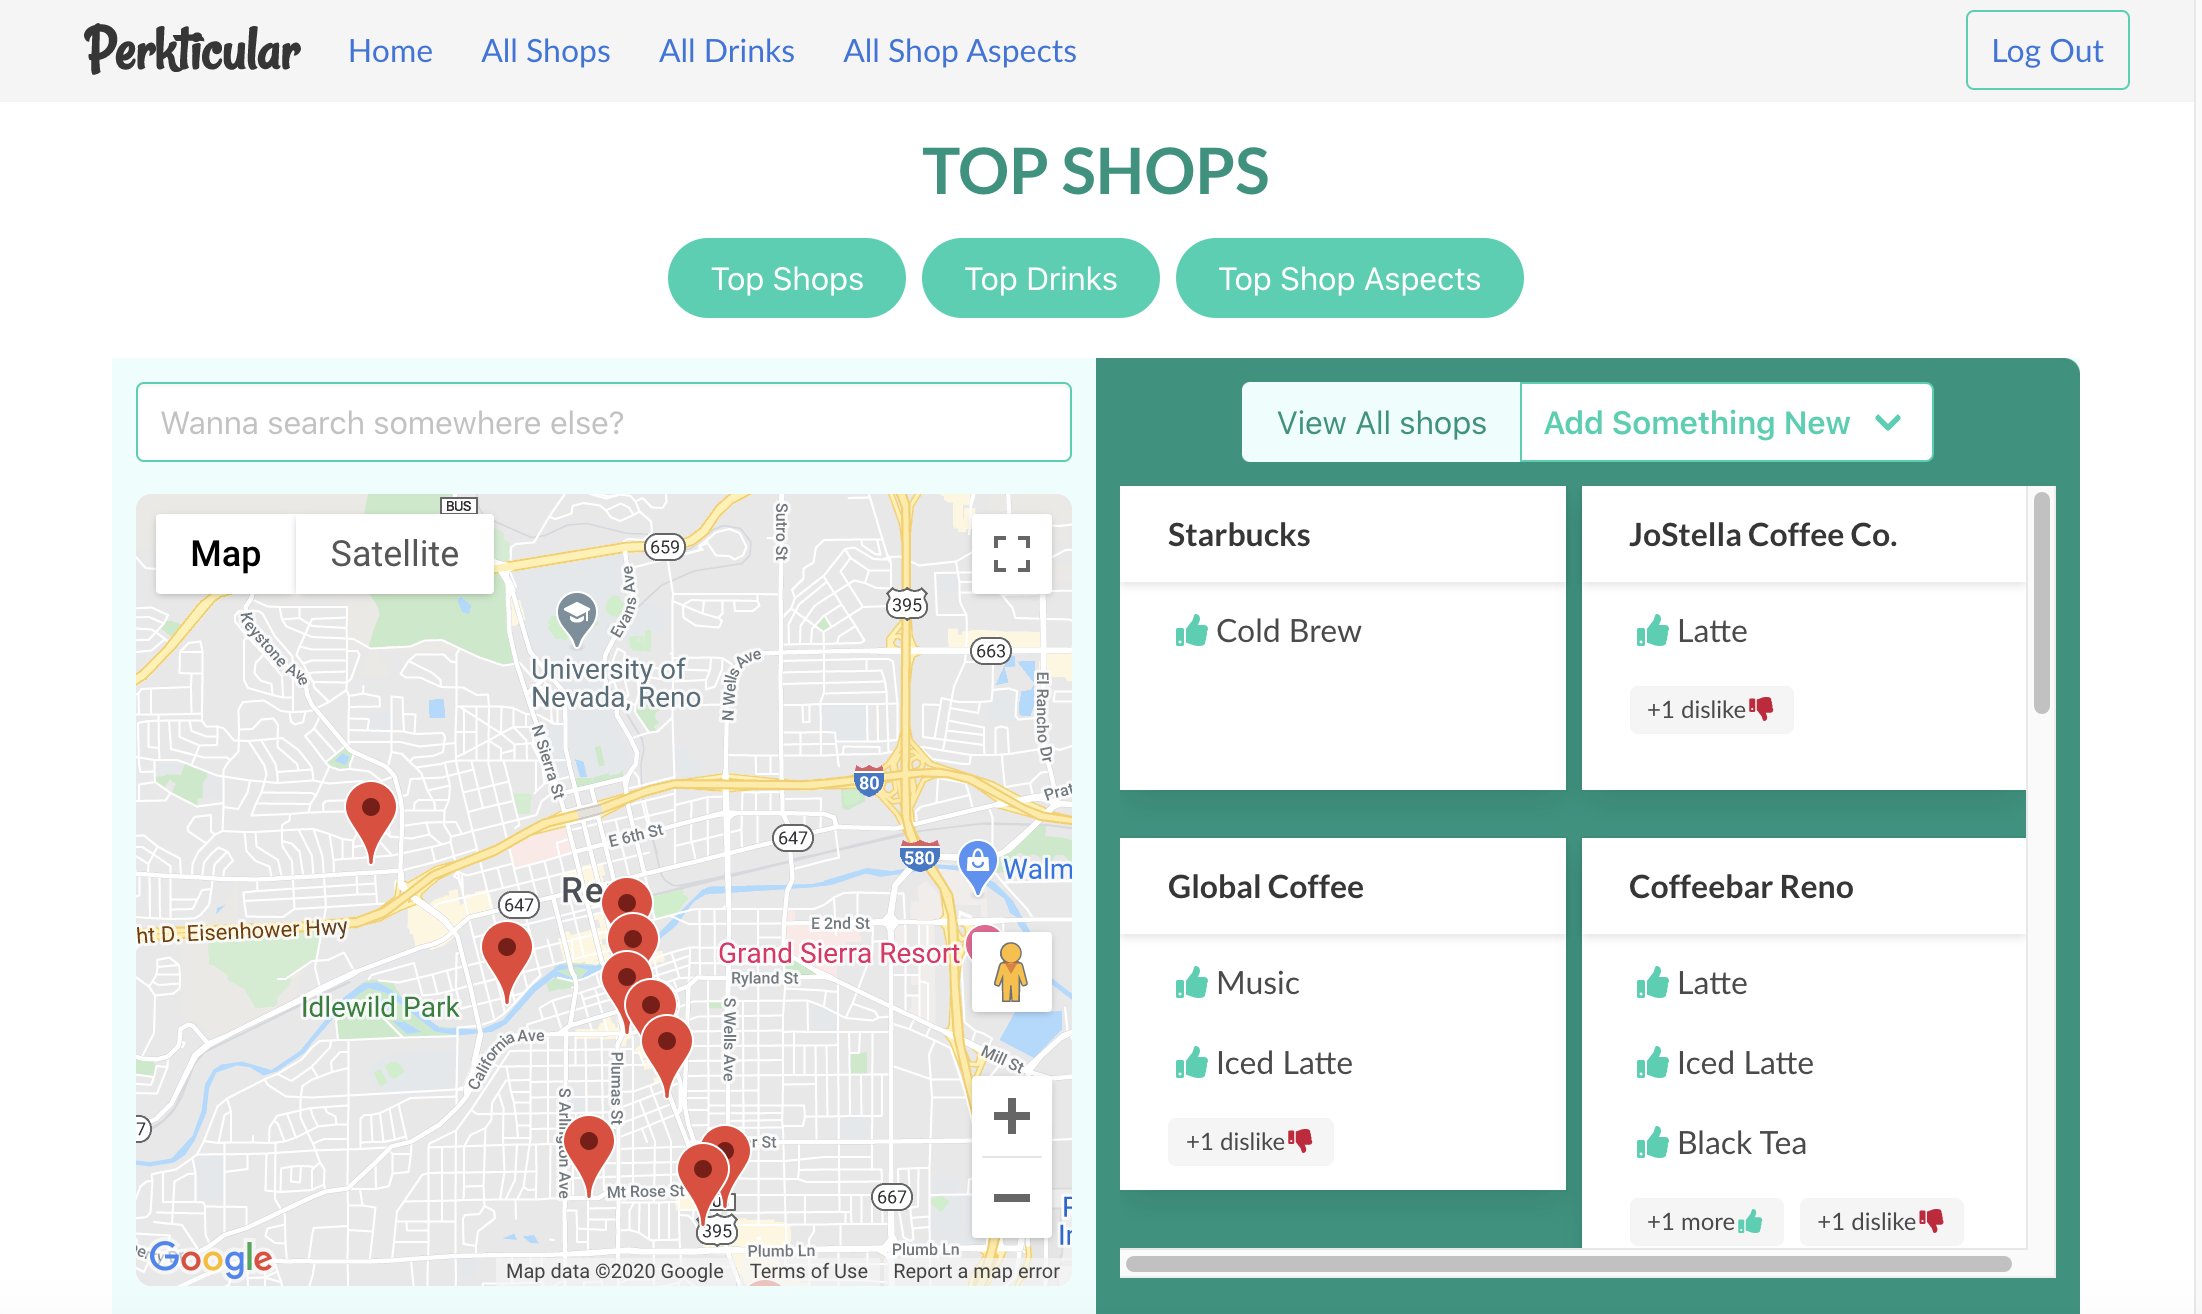 Perkticular
Home
All Shops
All Drinks
All Shop Aspects
Log Out
TOP SHOPS
Top Shops
Top Drinks
Top Shop Aspects
Wanna search somewhere else?
View All shops
Add Something New
Map
Satellite
BUS
659
Sutro St
Evans Ave
395
663
Keystone Ave
University of
Nevada, Reno
N Wells Ave
El Rancho Dr
N Sierra St
80
Prat
E 6th St
647
580
Walm
Re
647
E 2nd St
ht D. Eisenhower Hwy
Grand Sierra Resort
Ryland St
Idlewild Park
S Wells Ave
California Ave
Plumas St
Mill St
7
S Arlington Ave
r St
Mt Rose St
667
395
Plumb Ln
Plumb Ln
Google
Map data ©2020 Google
Terms of Use
Report a map error
Starbucks
Cold Brew
JoStella Coffee Co.
Latte
+1 dislike
Global Coffee
Music
Iced Latte
+1 dislike
Coffeebar Reno
Latte
Iced Latte
Black Tea
+1 more
+1 dislike